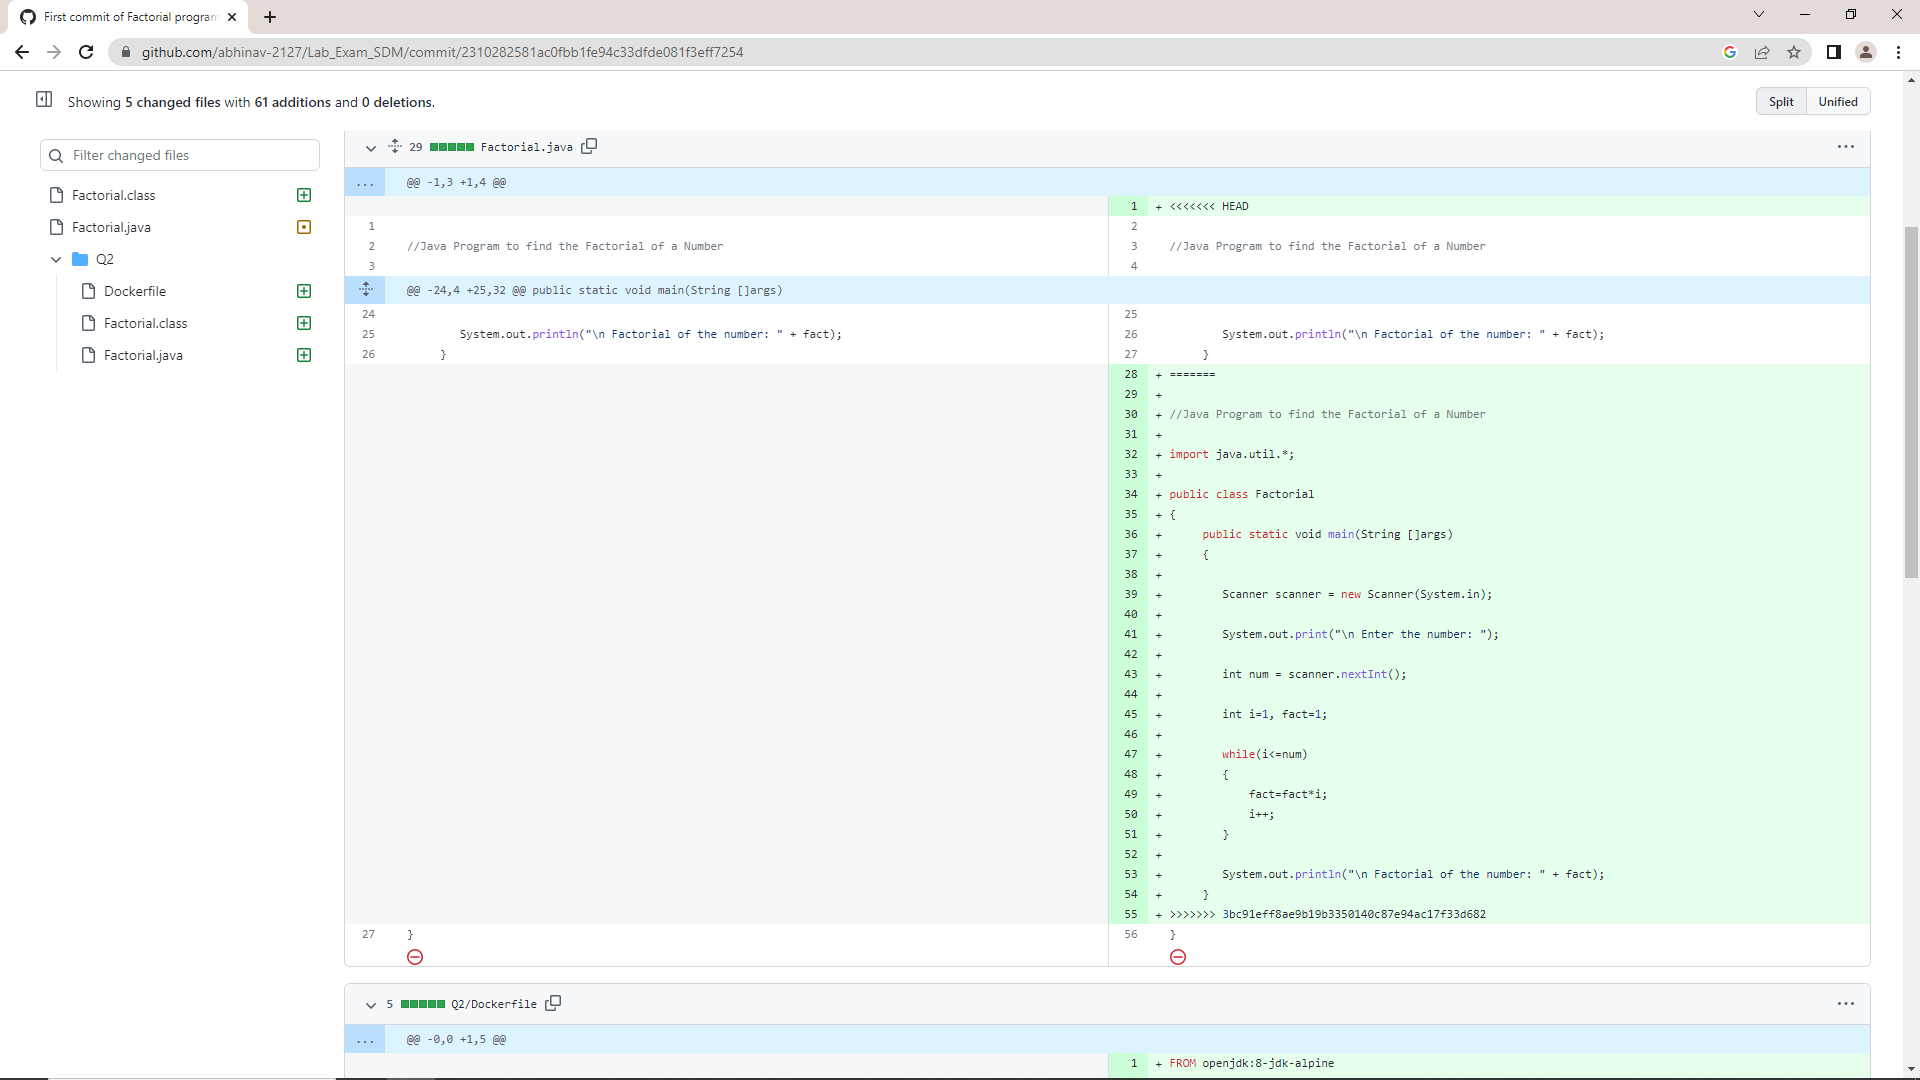 First commit of Factorial program
github.com/abhinav-2127/Lab_Exam_SDM/commit/2310282581ac0fbb1fe94c33dfde081f3eff7254
Showing 5 changed files with 61 additions and 0 deletions.
Split Unified
Filter changed files
Factorial.class
Factorial.java
Q2
Dockerfile
Factorial.class
Factorial.java
29 Factorial.java
... @@ -1,3 +1,4 @@
1 + <<<<<<< HEAD
1 2
2 //Java Program to find the Factorial of a Number 3 //Java Program to find the Factorial of a Number
3 4
@@ -24,4 +25,32 @@ public static void main(String []args)
24 25
25 System.out.println("\n Factorial of the number: " + fact); 26 System.out.println("\n Factorial of the number: " + fact);
26 } 27 }
28 + =======
29 +
30 + //Java Program to find the Factorial of a Number
31 +
32 + import java.util.*;
33 +
34 + public class Factorial
35 + {
36 + public static void main(String []args)
37 + {
38 +
39 + Scanner scanner = new Scanner(System.in);
40 +
41 + System.out.print("\n Enter the number: ");
42 +
43 + int num = scanner.nextInt();
44 +
45 + int i=1, fact=1;
46 +
47 + while(i<=num)
48 + {
49 + fact=fact*i;
50 + i++;
51 + }
52 +
53 + System.out.println("\n Factorial of the number: " + fact);
54 + }
55 + >>>>>>> 3bc91eff8ae9b19b3350140c87e94ac17f33d682
27 } 56 }
5 Q2/Dockerfile
... @@ -0,0 +1,5 @@
1 + FROM openjdk:8-jdk-alpine